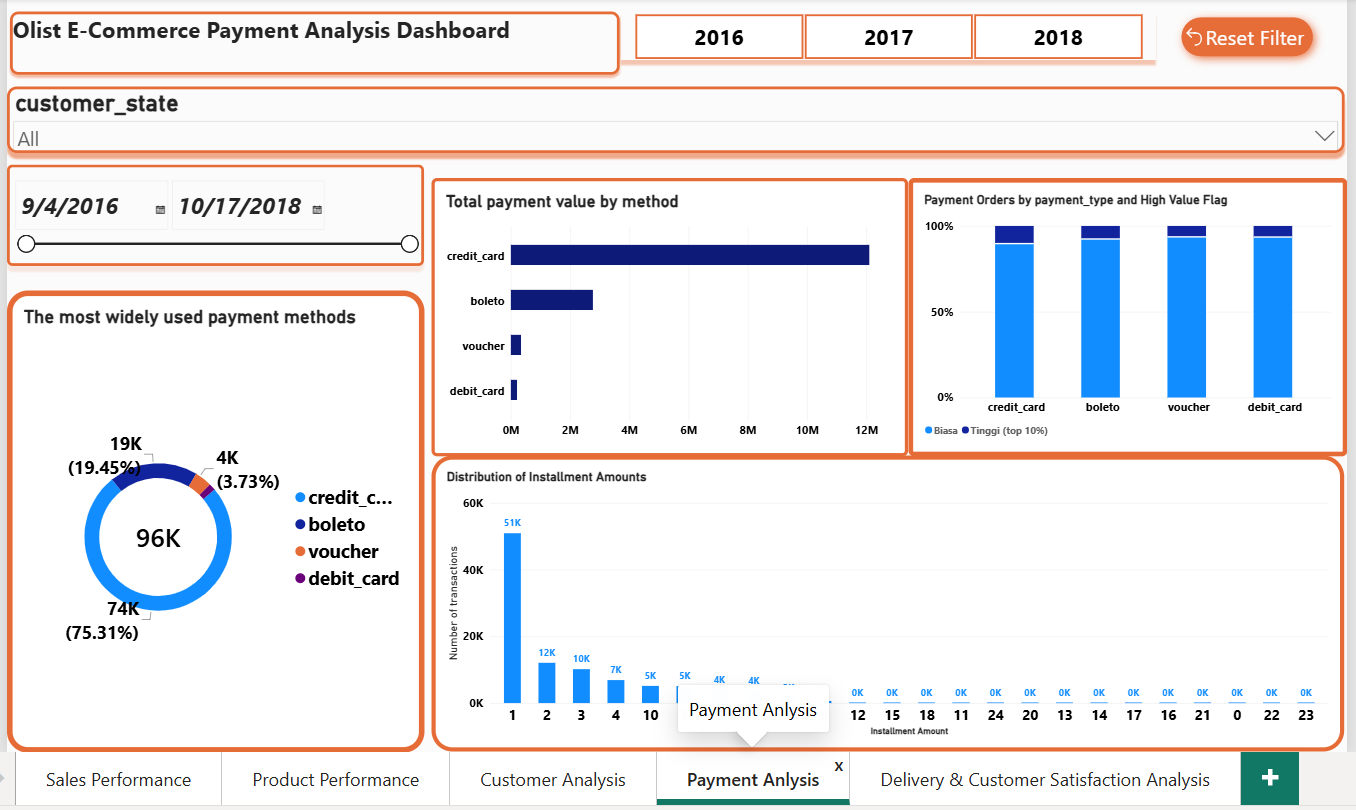 Olist E-Commerce Payment Analysis Dashboard
2016
2017
2018
Reset Filter
customer_state
All
9/4/2016
10/17/2018
The most widely used payment methods
19K
(19.45%)
4K
(3.73%)
96K
74K
(75.31%)
credit_c...
boleto
voucher
debit_card
Total payment value by method
credit_card
boleto
voucher
debit_card
0M 2M 4M 6M 8M 10M 12M
Payment Orders by payment_type and High Value Flag
100%
50%
0%
credit_card boleto voucher debit_card
Biasa Tinggi (top 10%)
Distribution of Installment Amounts
Number of transactions
60K
40K
20K
0K
51K 12K 10K 7K 5K 5K 4K 4K 0K 0K 0K 0K 0K 0K 0K 0K 0K 0K 0K 0K 0K 0K
1 2 3 4 10 12 15 18 11 24 20 13 14 17 16 21 0 22 23
Installment Amount
Payment Anlysis
Sales Performance
Product Performance
Customer Analysis
Payment Anlysis
x
Delivery & Customer Satisfaction Analysis
+